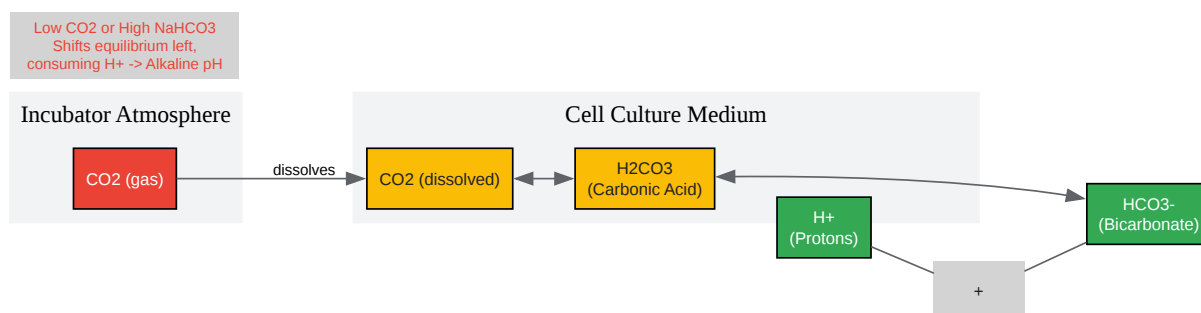 Low CO2 or High NaHCO3
Shifts equilibrium left,
consuming H+ -> Alkaline pH
Incubator Atmosphere
Cell Culture Medium
CO2 (gas)
dissolves
CO2 (dissolved)
H2CO3
(Carbonic Acid)
H+
(Protons)
HCO3-
(Bicarbonate)
+